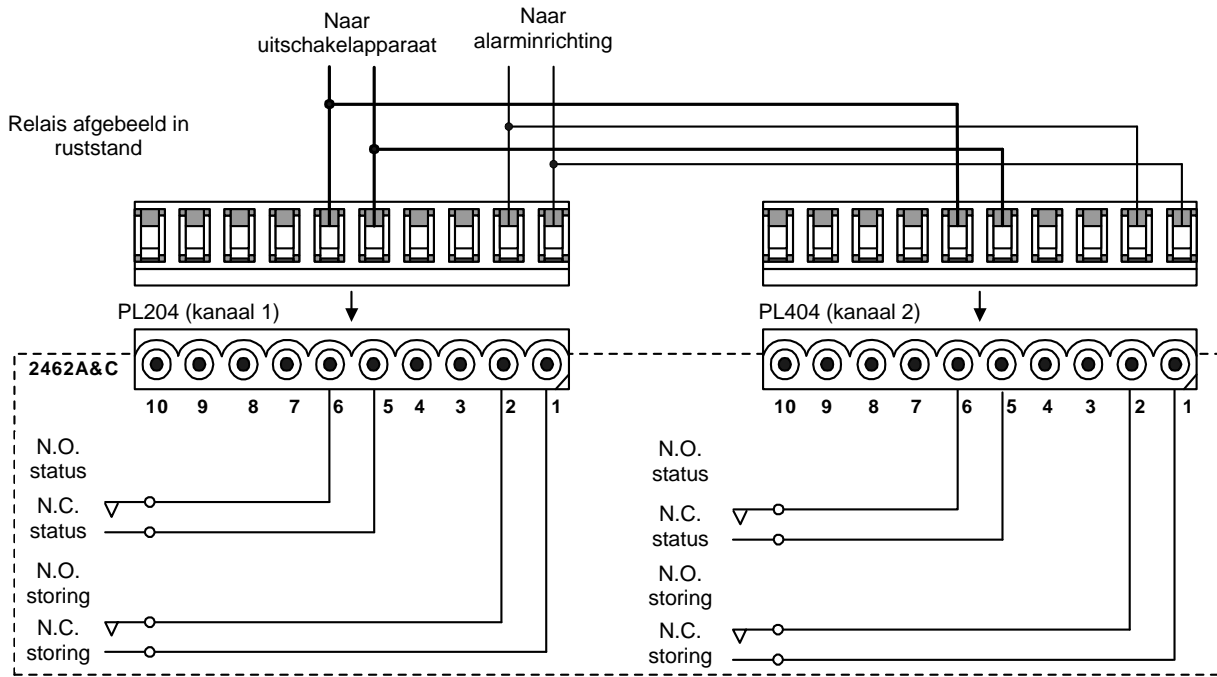 Naar
uitschakelapparaat
Naar
alarminrichting
Relais afgebeeld in
ruststand
PL204 (kanaal 1)
PL404 (kanaal 2)
2462A&C
10 9 8 7 6 5 4 3 2 1
10 9 8 7 6 5 4 3 2 1
N.O.
status
N.C.
status
N.O.
storing
N.C.
storing
N.O.
status
N.C.
status
N.O.
storing
N.C.
storing